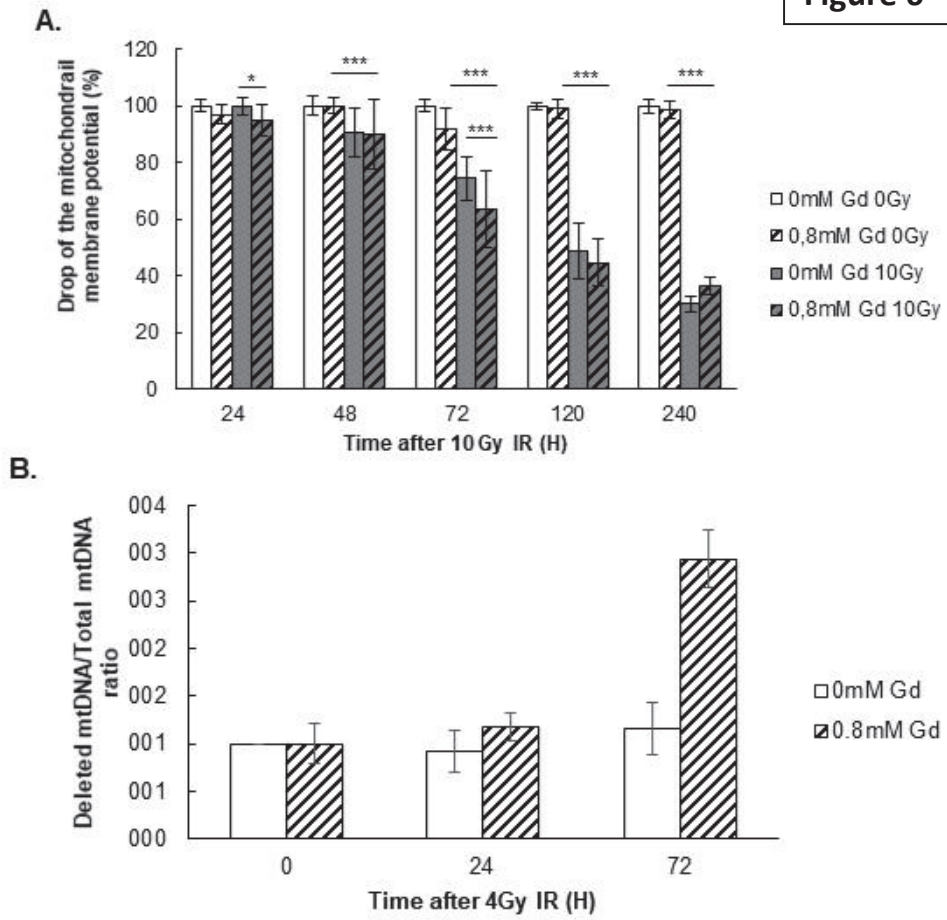 Figure 6
A.
Drop of the mitochondrail
membrane potential (%)
120
100
80
60
40
20
0
*
***
***
***
***
***
24 48 72 120 240
Time after 10Gy IR (H)
0mM Gd 0Gy
0,8mM Gd 0Gy
0mM Gd 10Gy
0,8mM Gd 10Gy
B.
Deleted mtDNA/Total mtDNA
ratio
004
003
003
002
002
001
001
000
0 24 72
Time after 4Gy IR (H)
0mM Gd
0.8mM Gd